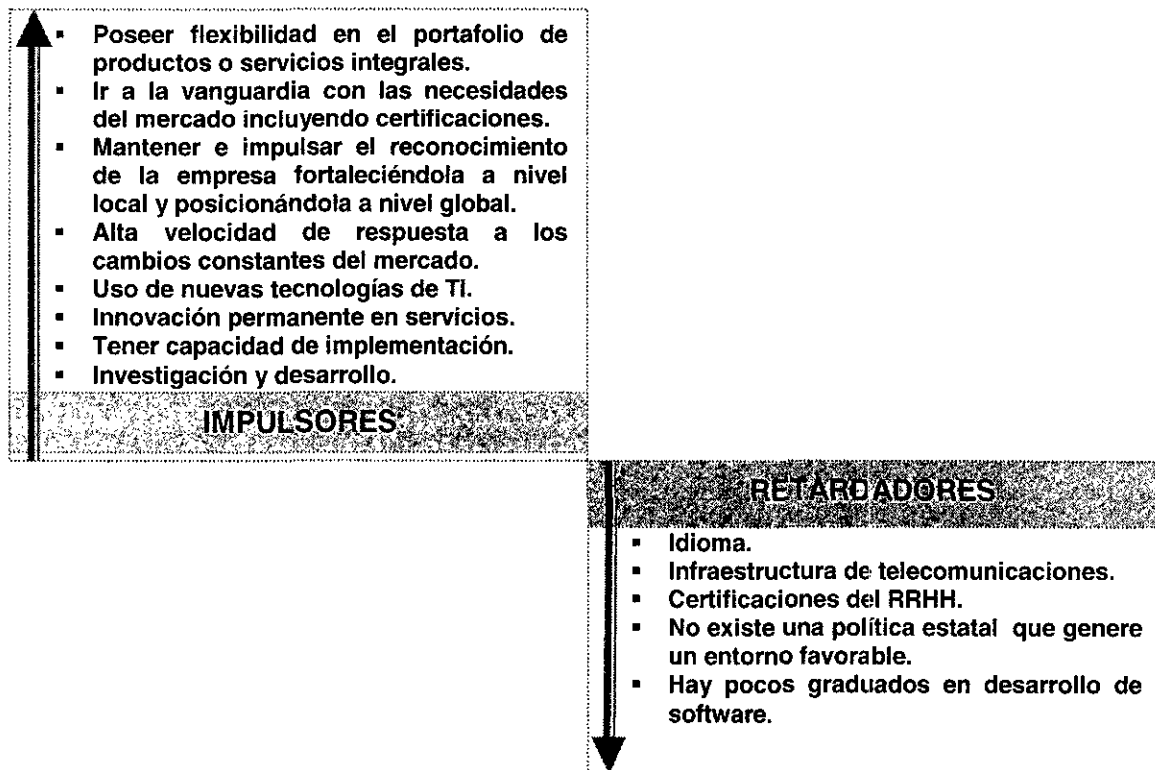 ▪ Poseer flexibilidad en el portafolio de
productos o servicios integrales.
▪ Ir a la vanguardia con las necesidades
del mercado incluyendo certificaciones.
▪ Mantener e impulsar el reconocimiento
de la empresa fortaleciéndola a nivel
local y posicionándola a nivel global.
▪ Alta velocidad de respuesta a los
cambios constantes del mercado.
▪ Uso de nuevas tecnologías de TI.
▪ Innovación permanente en servicios.
▪ Tener capacidad de implementación.
▪ Investigación y desarrollo.
IMPULSORES
RETARDADORES
▪ Idioma.
▪ Infraestructura de telecomunicaciones.
▪ Certificaciones del RRHH.
▪ No existe una política estatal que genere
un entorno favorable.
▪ Hay pocos graduados en desarrollo de
software.